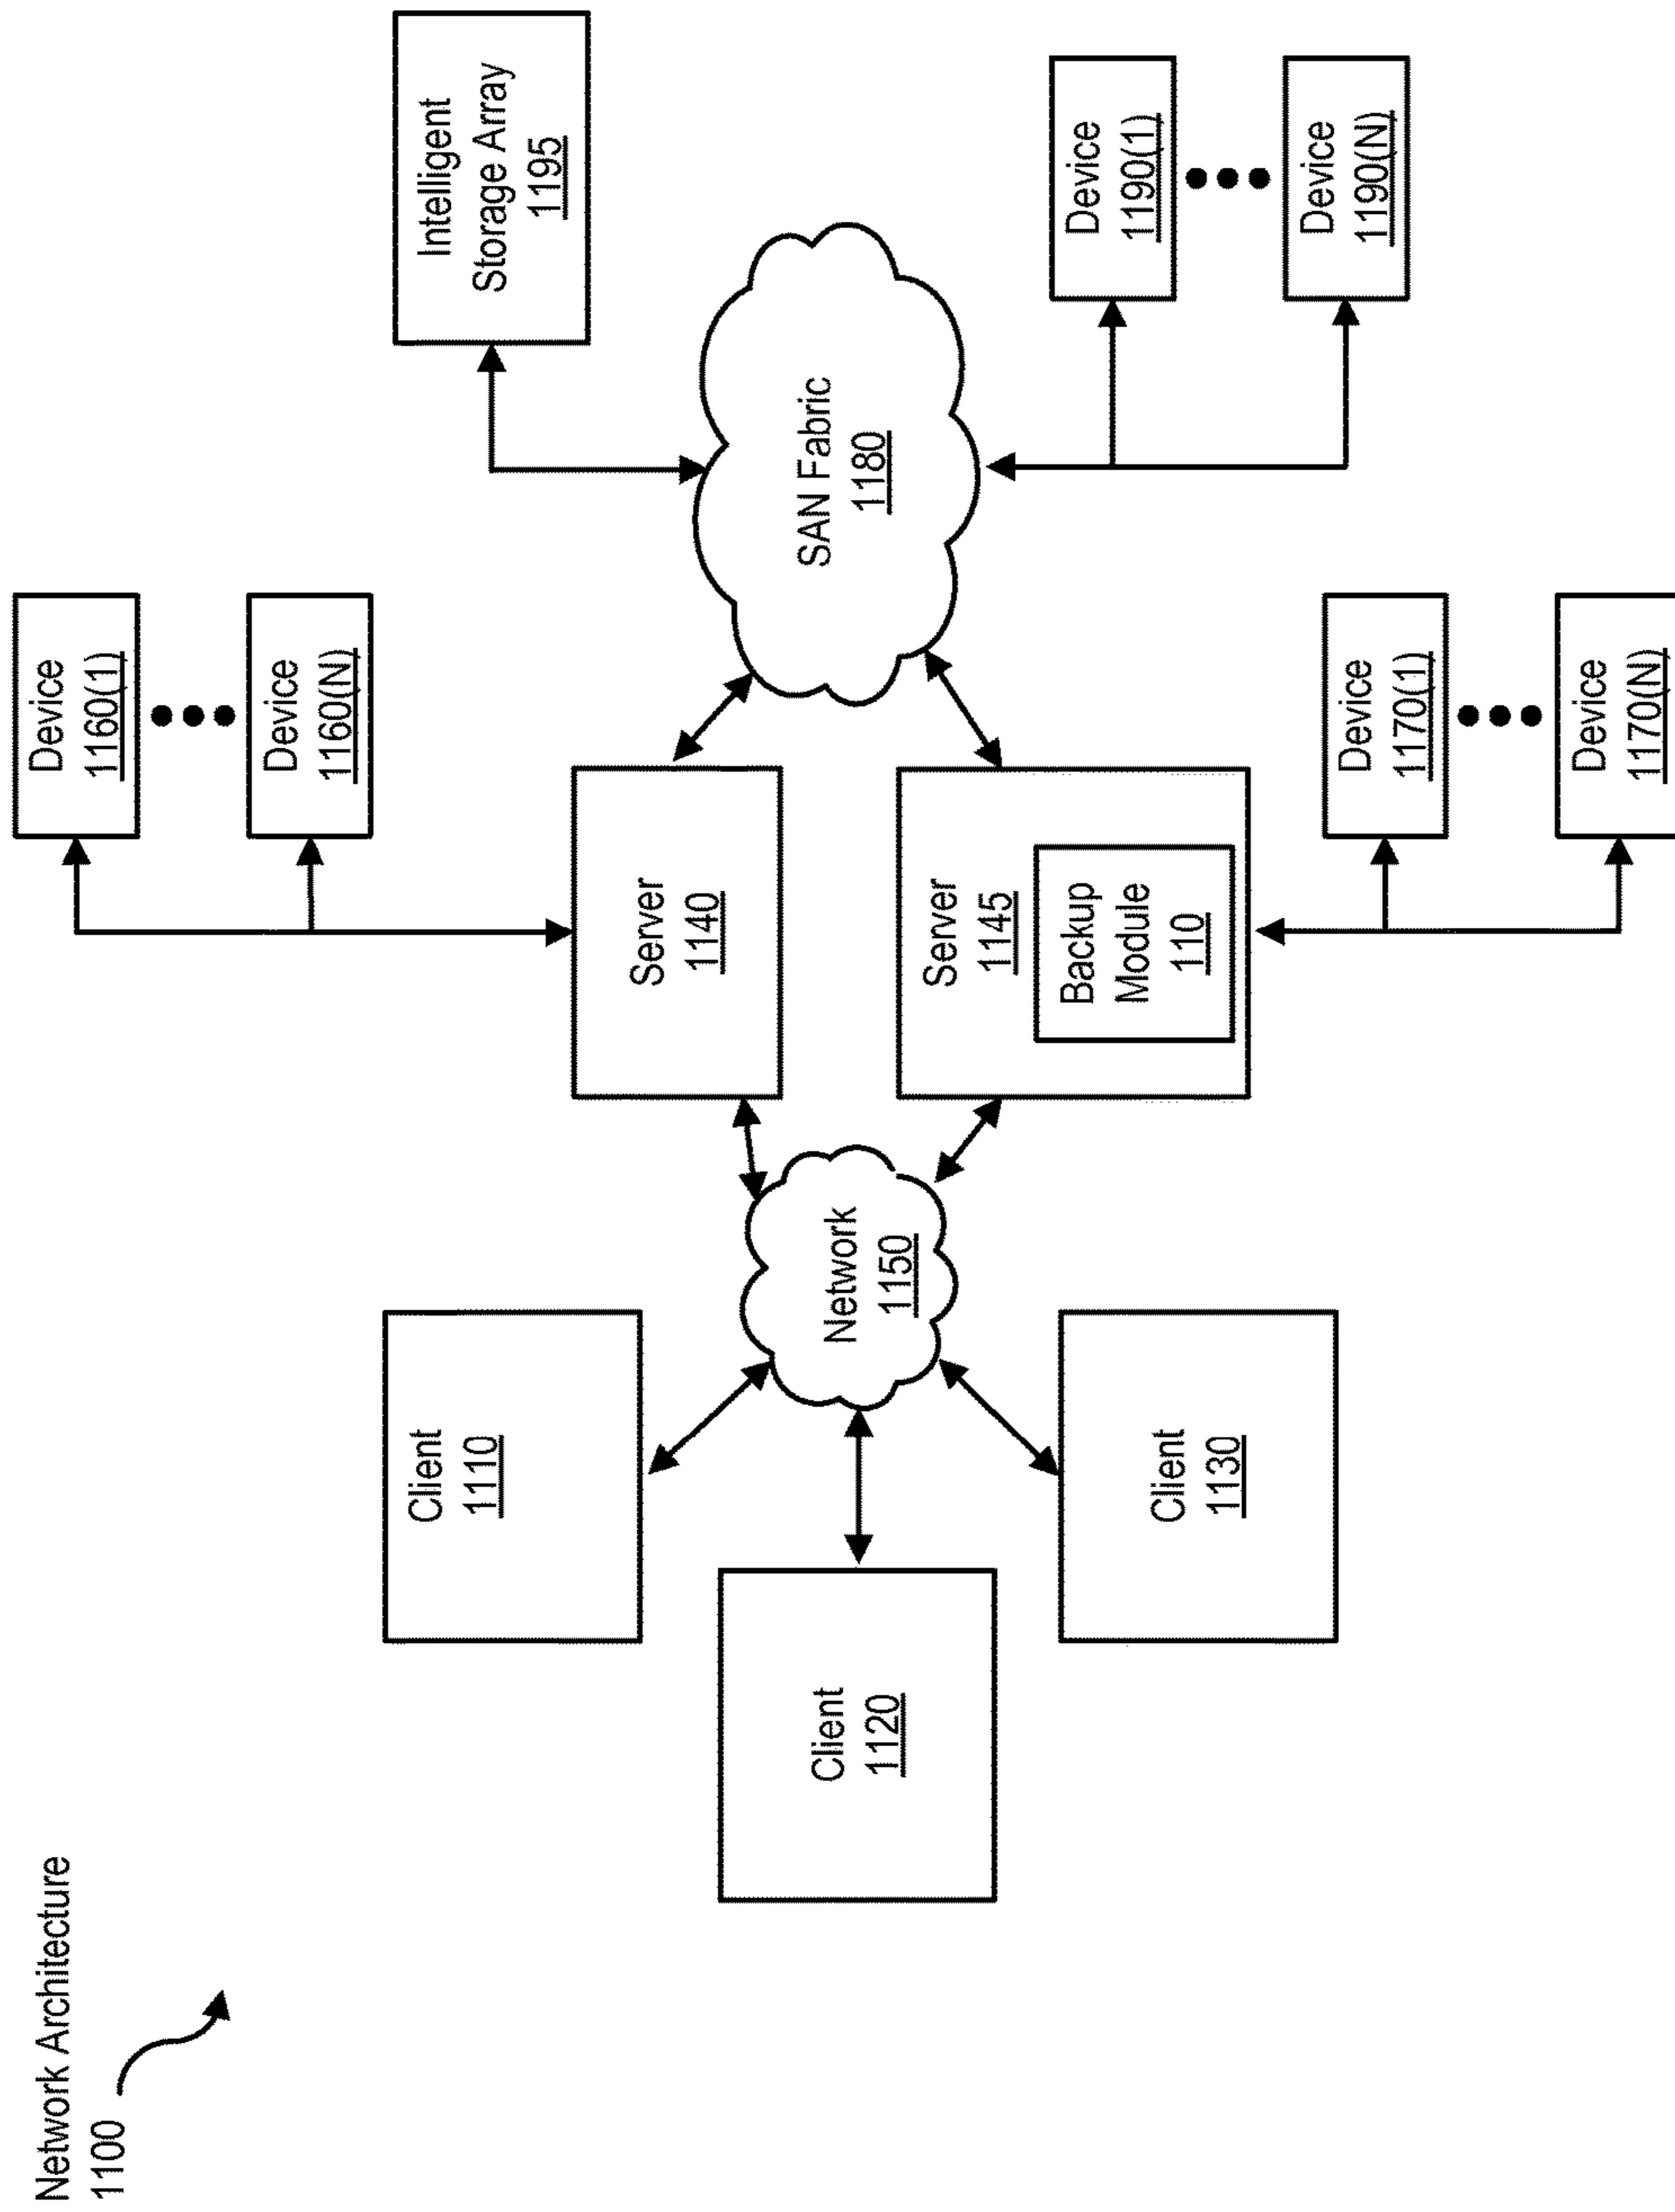 Network Architecture
1100
Client
1110
Client
1120
Client
1130
Network
1150
Server
1140
Server
1145
Backup
Module
110
Device
1160(1)
Device
1160(N)
Device
1170(1)
Device
1170(N)
SAN Fabric
1180
Intelligent
Storage Array
1195
Device
1190(1)
Device
1190(N)